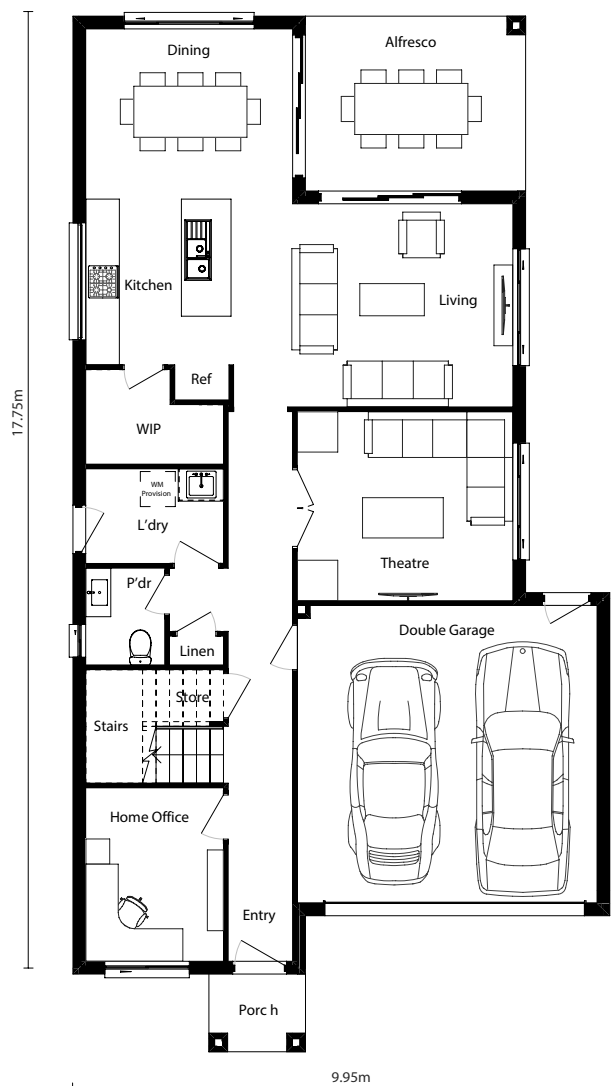 Dining
Alfresco
Kitchen
Living
17.75m
Ref
WIP
WM
Provision
L'dry
Theatre
P'dr
Double Garage
Linen
Store
Stairs
Home Office
Entry
Porc h
9.95m